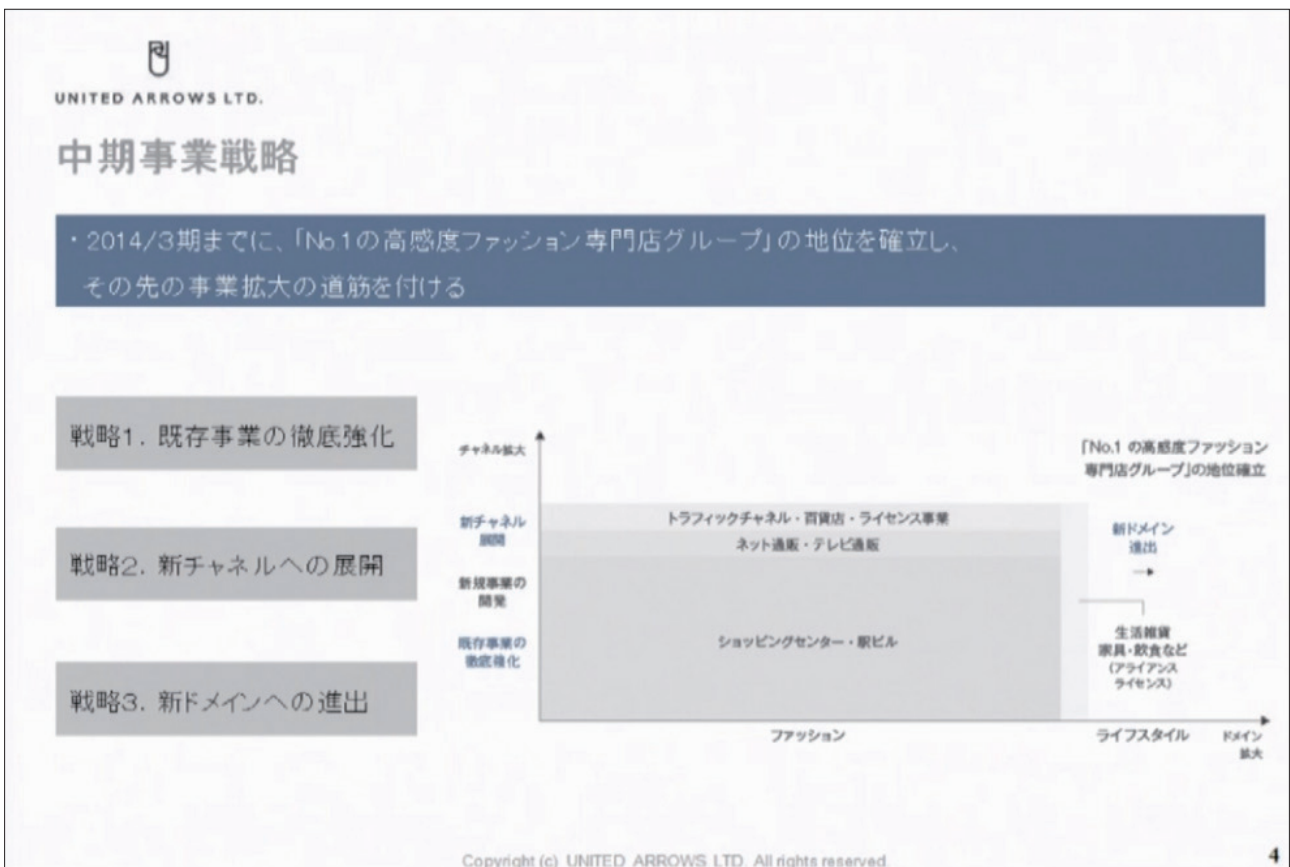 UNITED ARROWS LTD.
中期事業戦略
・2014/3期までに、「No.1の高感度ファッション専門店グループ」の地位を確立し、
その先の事業拡大の道筋を付ける
戦略1. 既存事業の徹底強化
戦略2. 新チャネルへの展開
戦略3. 新ドメインへの進出
チャネル拡大
新チャネル
展開
新規事業の
開発
既存事業の
徹底強化
トラフィックチャネル・百貨店・ライセンス事業
ネット通販・テレビ通販
ショッピングセンター・駅ビル
「No.1 の高感度ファッション
専門店グループ」の地位確立
新ドメイン
進出
生活雑貨
家具・飲食など
(アライアンス
ライセンス)
ファッション
ライフスタイル
ドメイン
拡大
Copyright (c) UNITED ARROWS LTD. All rights reserved.
4